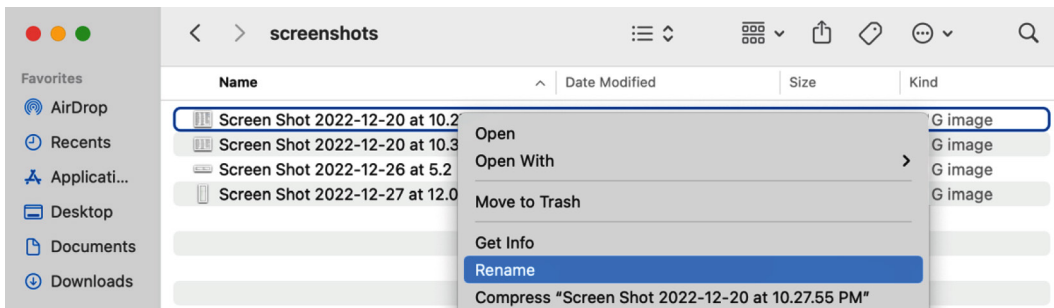 screenshots
Favorites
AirDrop
Recents
Applicati...
Desktop
Documents
Downloads
Name Date Modified Size Kind
Screen Shot 2022-12-20 at 10.2 G image
Screen Shot 2022-12-20 at 10.3 G image
Screen Shot 2022-12-26 at 5.2 G image
Screen Shot 2022-12-27 at 12.0 G image
Open
Open With
Move to Trash
Get Info
Rename
Compress “Screen Shot 2022-12-20 at 10.27.55 PM”